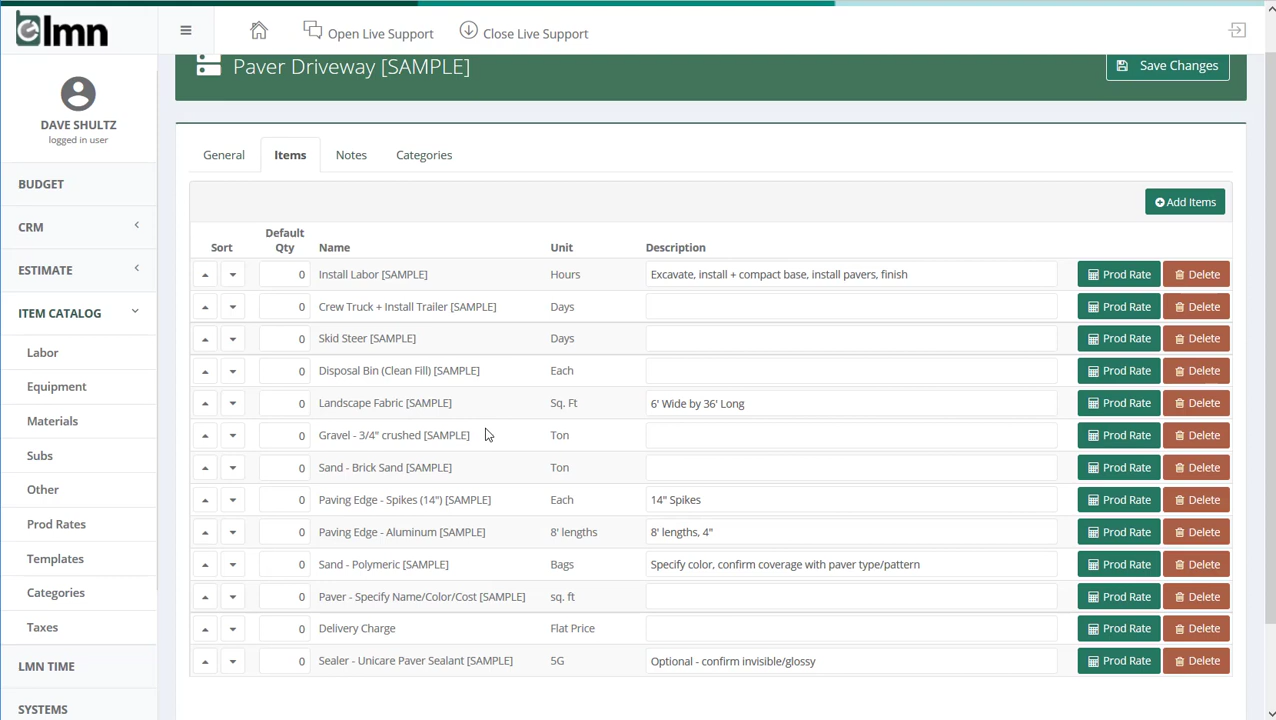 lmn
Open Live Support
Close Live Support
Paver Driveway [SAMPLE]
Save Changes
DAVE SHULTZ
logged in user
BUDGET
CRM
ESTIMATE
ITEM CATALOG
Labor
Equipment
Materials
Subs
Other
Prod Rates
Templates
Categories
Taxes
LMN TIME
SYSTEMS
General Items Notes Categories
Add Items
Sort Default Qty Name Unit Description
0 Install Labor [SAMPLE] Hours Excavate, install + compact base, install pavers, finish Prod Rate Delete
0 Crew Truck + Install Trailer [SAMPLE] Days Prod Rate Delete
0 Skid Steer [SAMPLE] Days Prod Rate Delete
0 Disposal Bin (Clean Fill) [SAMPLE] Each Prod Rate Delete
0 Landscape Fabric [SAMPLE] Sq. Ft 6' Wide by 36' Long Prod Rate Delete
0 Gravel - 3/4" crushed [SAMPLE] Ton Prod Rate Delete
0 Sand - Brick Sand [SAMPLE] Ton Prod Rate Delete
0 Paving Edge - Spikes (14") [SAMPLE] Each 14" Spikes Prod Rate Delete
0 Paving Edge - Aluminum [SAMPLE] 8' lengths 8' lengths, 4" Prod Rate Delete
0 Sand - Polymeric [SAMPLE] Bags Specify color, confirm coverage with paver type/pattern Prod Rate Delete
0 Paver - Specify Name/Color/Cost [SAMPLE] sq. ft Prod Rate Delete
0 Delivery Charge Flat Price Prod Rate Delete
0 Sealer - Unicare Paver Sealant [SAMPLE] 5G Optional - confirm invisible/glossy Prod Rate Delete